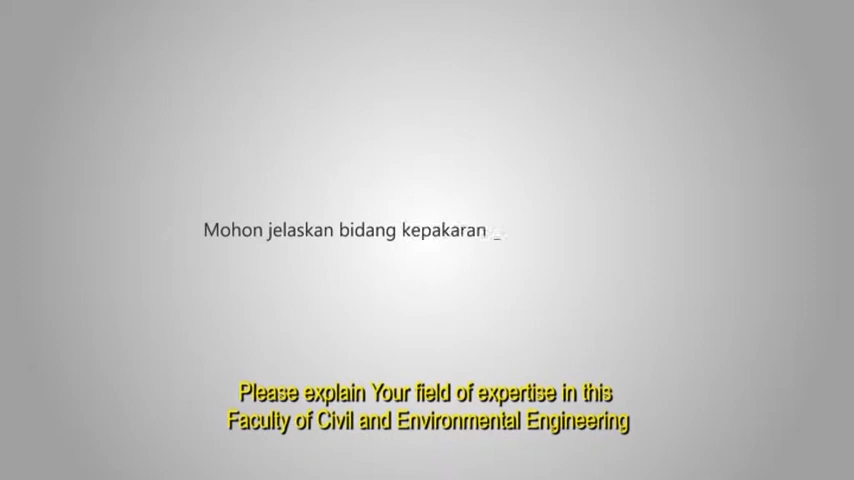 Mohon jelaskan bidang kepakaran _
Please explain Your field of expertise in this
Faculty of Civil and Environmental Engineering